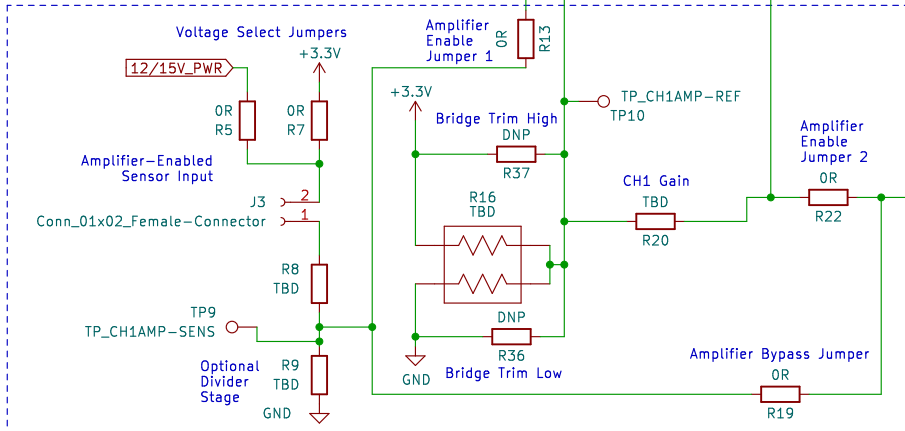 Voltage Select Jumpers
12/15V_PWR
+3.3V
0R
R5
0R
R7
Amplifier-Enabled
Sensor Input
J3
2
1
Conn_01x02_Female-Connector
R8
TBD
TP9
TP_CH1AMP-SENS
Optional
Divider
Stage
R9
TBD
GND
Amplifier
Enable
Jumper 1
0R
R13
+3.3V
Bridge Trim High
DNP
R37
R16
TBD
DNP
R36
GND
Bridge Trim Low
TP_CH1AMP-REF
TP10
CH1 Gain
TBD
R20
Amplifier
Enable
Jumper 2
0R
R22
Amplifier Bypass Jumper
0R
R19